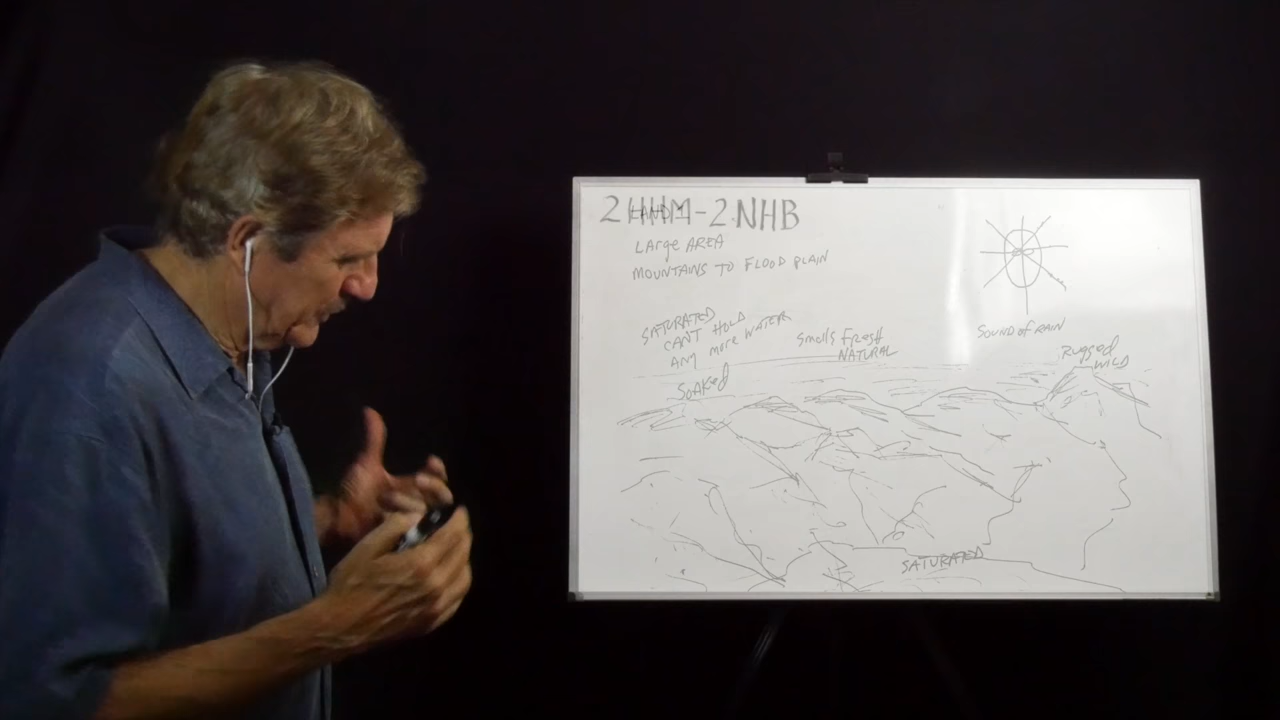 2HHM-2NHB
LAND
LArge AREA
MOUNTAINS TO FLOOD PLAIN
SATURATED
CAN'T HOLD
ANY more WATER
SOAKed
Smells Fresh
NATURAL
SOUND of RAIN
Rugged
WILD
SATURATED